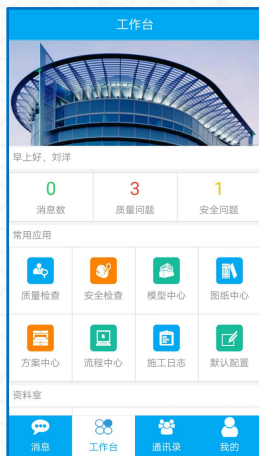 工作台
早上好，刘洋
0 3 1
消息数 质量问题 安全问题
常用应用
质量检查 安全检查 模型中心 图纸中心
方案中心 流程中心 施工日志 默认配置
资料室
消息 工作台 通讯录 我的